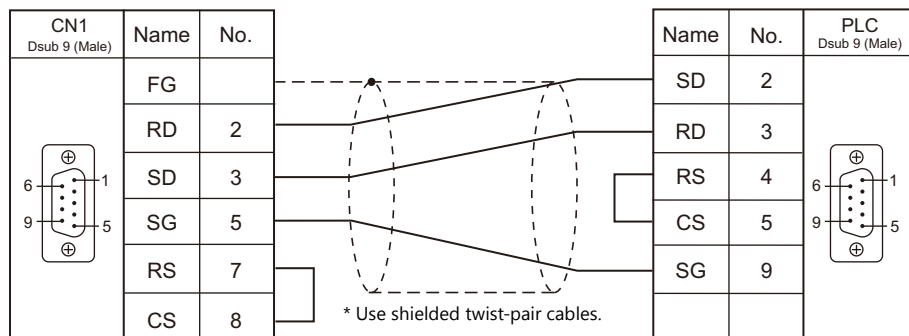 CN1 Name No. Name No. PLC
Dsub 9 (Male) Dsub 9 (Male)
FG SD 2
RD 2 RD 3
SD 3 RS 4
SG 5 CS 5
RS 7 SG 9
CS 8
6 1
9 5
6 1
9 5
* Use shielded twist-pair cables.